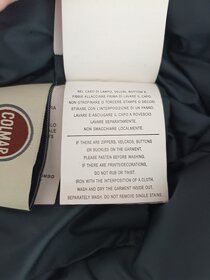 COLMAR
NEL CASO DI LAMPO, VELCRI, BOTTONI O
FIBBIE ALLACCIARE PRIMA DI LAVARE IL CAPO.
NON STROFINARE O TORCERE. STAMPE O DECORI:
STIRARE CON L'INTERPOSIZIONE DI UN PANNO.
LAVARE E ASCIUGARE IL CAPO A ROVESCIO
LAVARE SEPARATAMENTE.
NON SMACCHIARE LOCALMENTE.
IF THERE ARE ZIPPERS, VELCROS, BUTTONS
OR BUCKLES ON THE GARMENT,
PLEASE FASTEN BEFORE WASHING.
IF THERE ARE PRINTS/DECORATIONS
DO NOT RUB OR TWIST.
IRON WITH THE INTERPOSITION OF A CLOTH.
WASH AND DRY THE GARMENT INSIDE OUT.
SEPARATELY WASH. DO NOT REMOVE SINGLE STAINS.